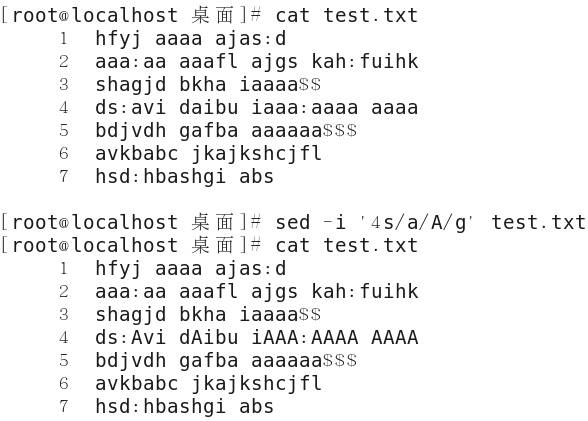 [root@localhost 桌面]# cat test.txt
     1	hfyj aaaa ajas:d
     2	aaa:aa aaafl ajgs kah:fuihk
     3	shagjd bkha iaaaa$$
     4	ds:avi daibu iaaa:aaaa aaaa
     5	bdjvdh gafba aaaaaa$$$
     6	avkbabc jkajkshcjfl
     7	hsd:hbashgi abs
[root@localhost 桌面]# sed -i '4s/a/A/g' test.txt
[root@localhost 桌面]# cat test.txt
     1	hfyj aaaa ajas:d
     2	aaa:aa aaafl ajgs kah:fuihk
     3	shagjd bkha iaaaa$$
     4	ds:Avi dAibu iAAA:AAAA AAAA
     5	bdjvdh gafba aaaaaa$$$
     6	avkbabc jkajkshcjfl
     7	hsd:hbashgi abs